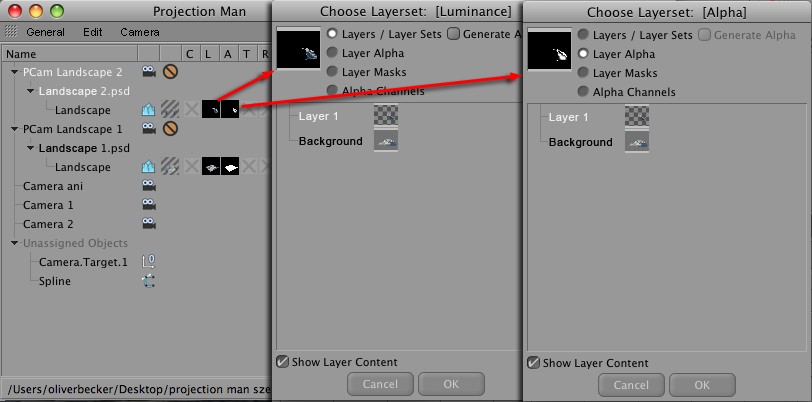 Projection Man
General Edit Camera
Name C L A T R
PCam Landscape 2
Landscape 2.psd
Landscape
PCam Landscape 1
Landscape 1.psd
Landscape
Camera ani
Camera 1
Camera 2
Unassigned Objects
Camera.Target.1
Spline
/Users/oliverbecker/Desktop/projection man sze
Choose Layerset: [Luminance]
Layers / Layer Sets Generate A
Layer Alpha
Layer Masks
Alpha Channels
Layer 1
Background
Show Layer Content
Cancel OK
Choose Layerset: [Alpha]
Layers / Layer Sets Generate Alpha
Layer Alpha
Layer Masks
Alpha Channels
Layer 1
Background
Show Layer Content
Cancel OK